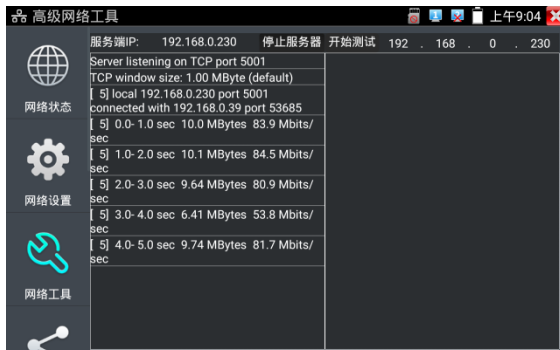 高级网络工具
上午9:04
服务端IP: 192.168.0.230 停止服务器 开始测试 192 . 168 . 0 . 230
Server listening on TCP port 5001
TCP window size: 1.00 MByte (default)
[ 5] local 192.168.0.230 port 5001
connected with 192.168.0.39 port 53685
[ 5] 0.0- 1.0 sec 10.0 MBytes 83.9 Mbits/
sec
[ 5] 1.0- 2.0 sec 10.1 MBytes 84.5 Mbits/
sec
[ 5] 2.0- 3.0 sec 9.64 MBytes 80.9 Mbits/
sec
[ 5] 3.0- 4.0 sec 6.41 MBytes 53.8 Mbits/
sec
[ 5] 4.0- 5.0 sec 9.74 MBytes 81.7 Mbits/
sec
网络状态
网络设置
网络工具